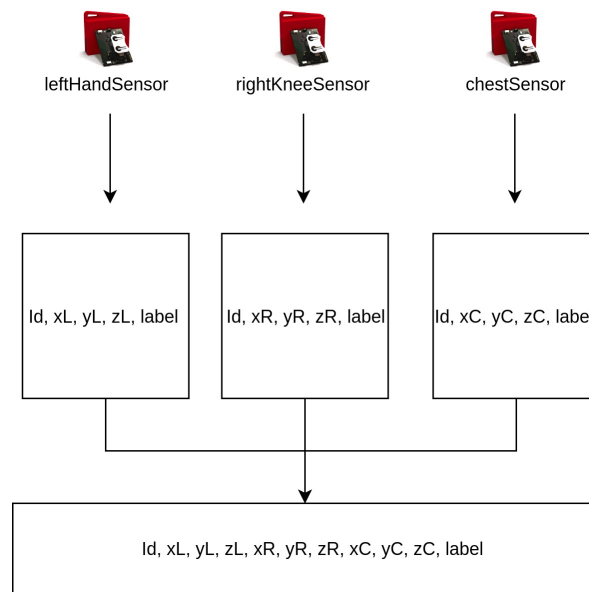 leftHandSensor
rightKneeSensor
chestSensor
Id, xL, yL, zL, label
Id, xR, yR, zR, label
Id, xC, yC, zC, labe
Id, xL, yL, zL, xR, yR, zR, xC, yC, zC, label